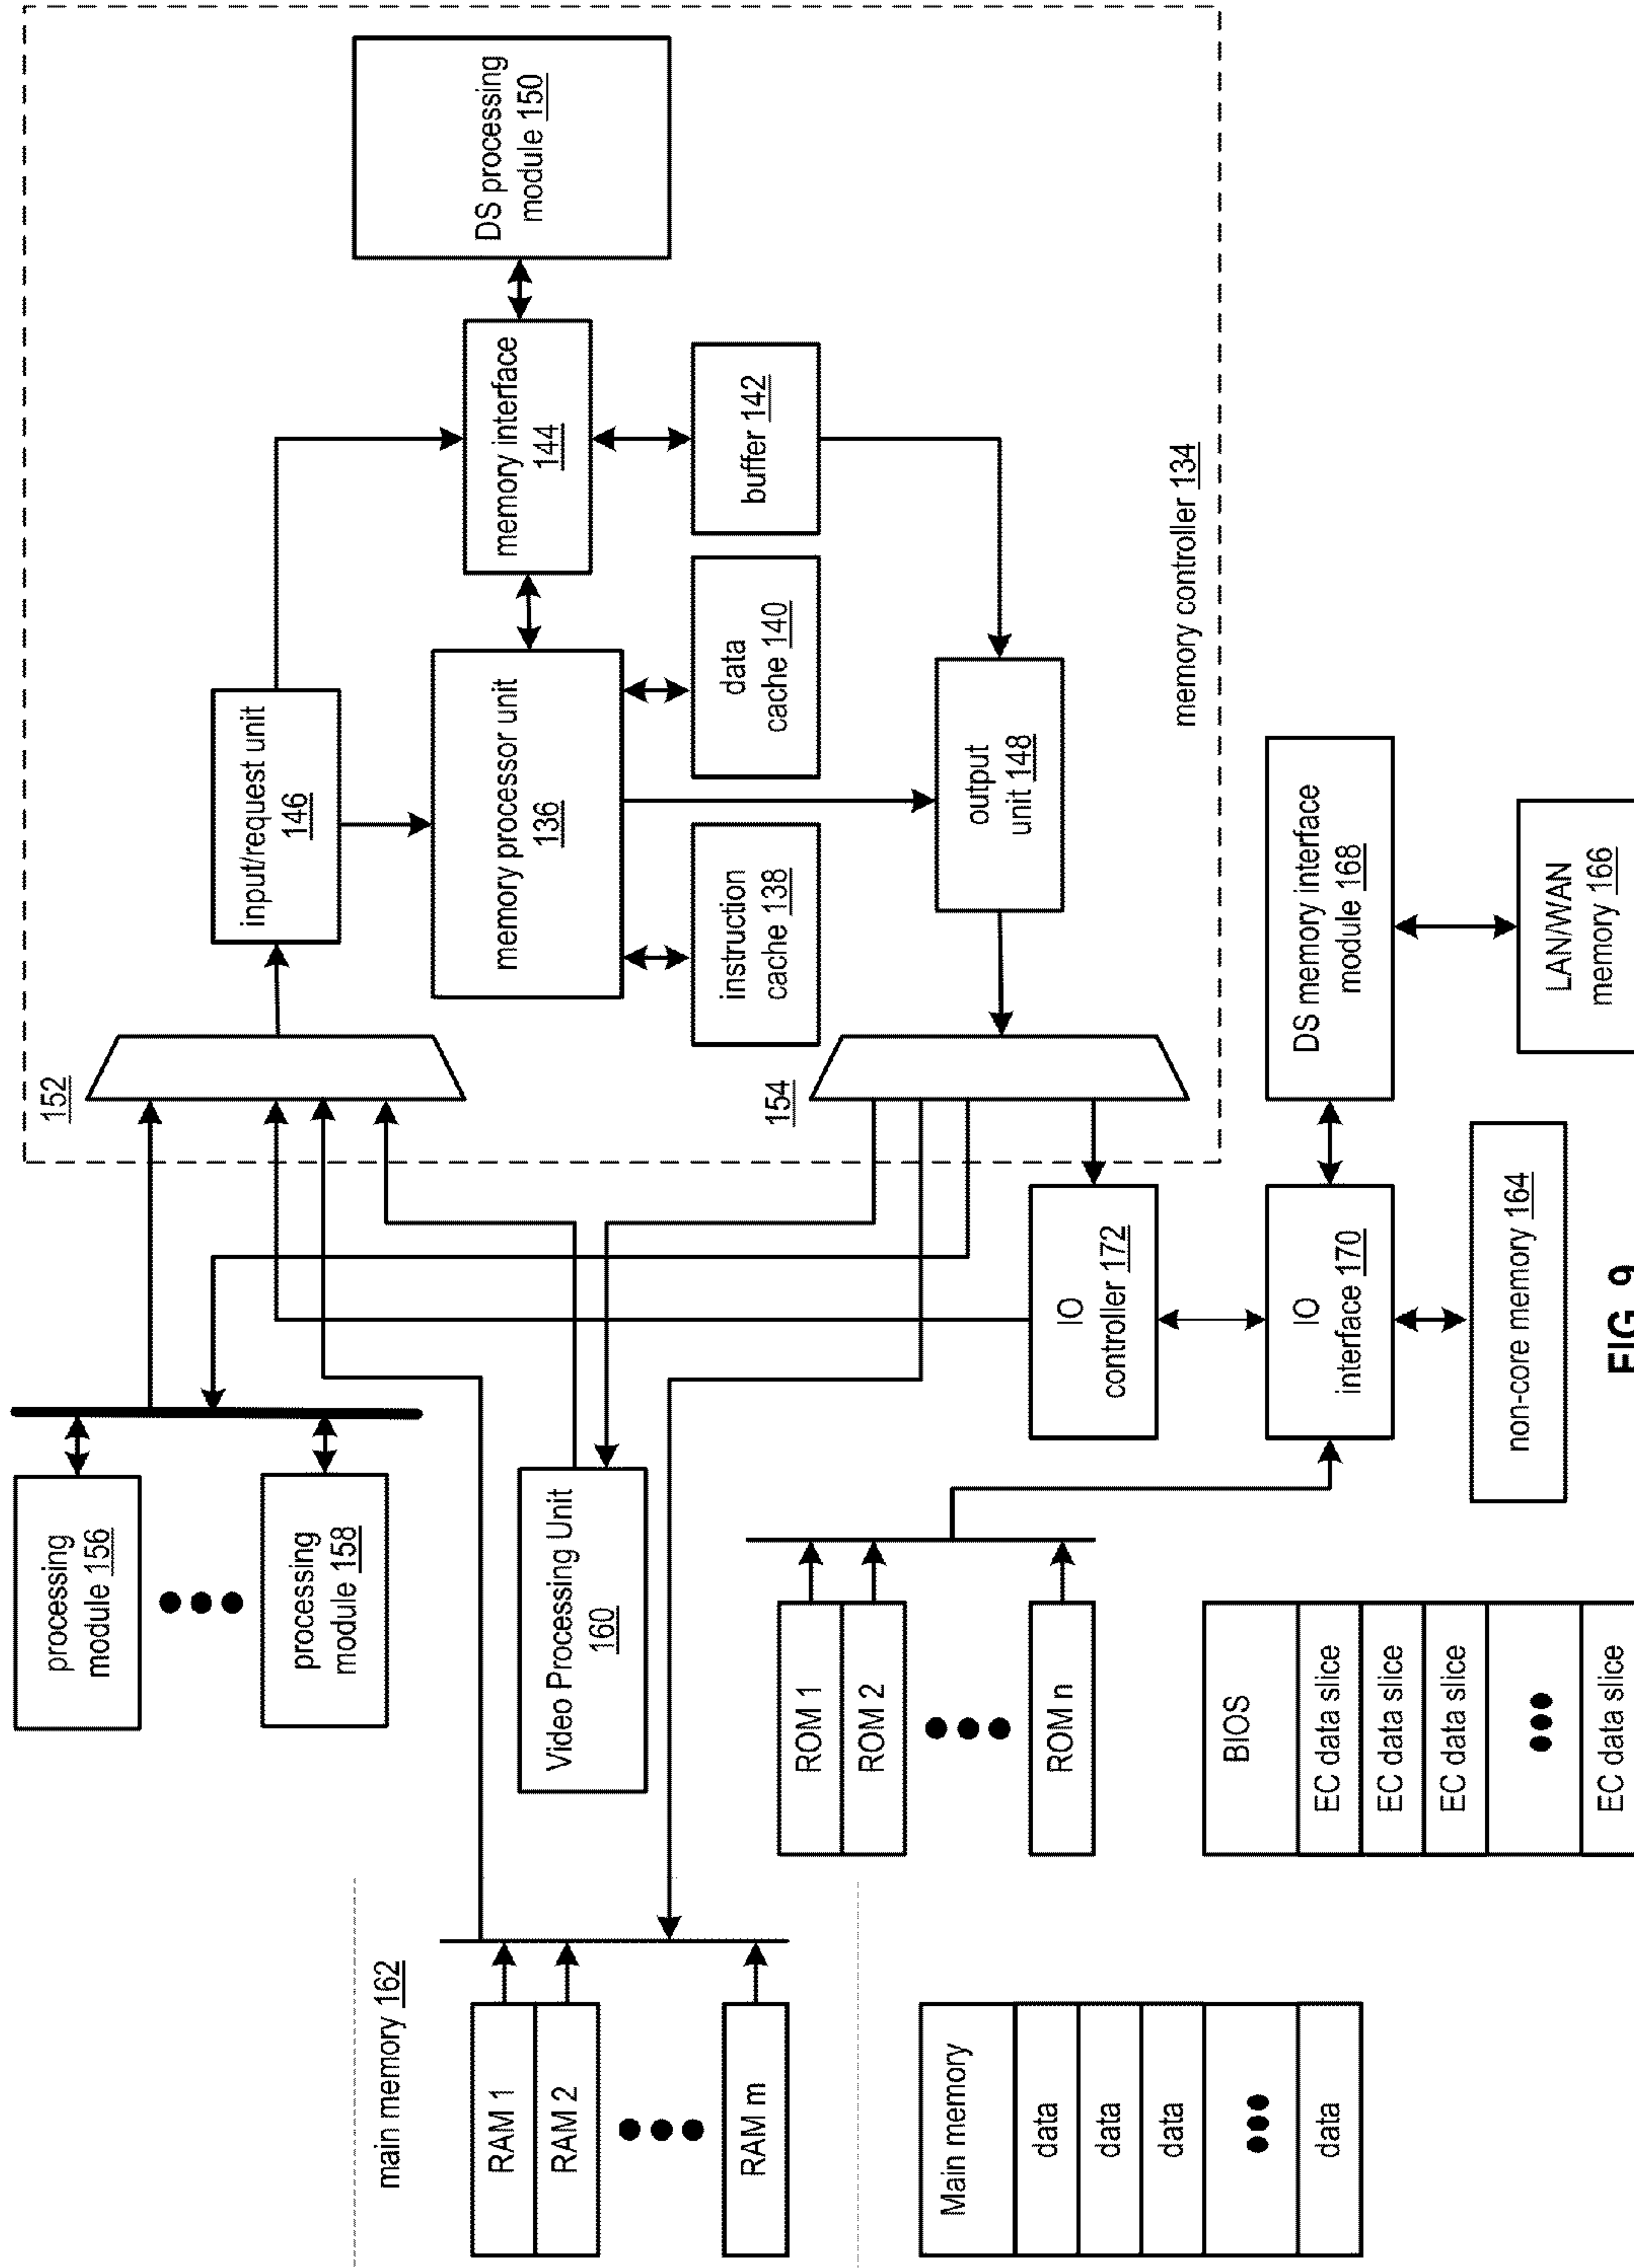 processing
module 156
processing
module 158
152
input/request unit
146
DS processing
module 150
main memory 162
RAM 1
RAM 2
RAM m
Video Processing Unit
160
memory processor unit
136
memory interface
144
instruction
cache 138
data
cache 140
buffer 142
154
output
unit 148
memory controller 134
ROM 1
ROM 2
ROM n
IO
controller 172
IO
interface 170
DS memory interface
module 168
non-core memory 164
LAN/WAN
memory 166
Main memory
data
data
data
data
BIOS
EC data slice
EC data slice
EC data slice
EC data slice
FIG. 9